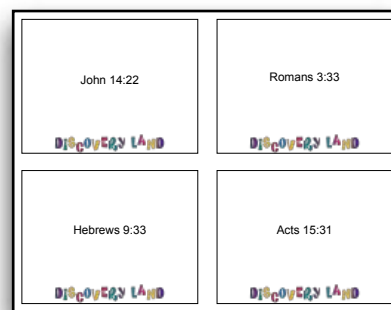 John 14:22
Romans 3:33
DISCOVERY LAND
DISCOVERY LAND
Hebrews 9:33
Acts 15:31
DISCOVERY LAND
DISCOVERY LAND